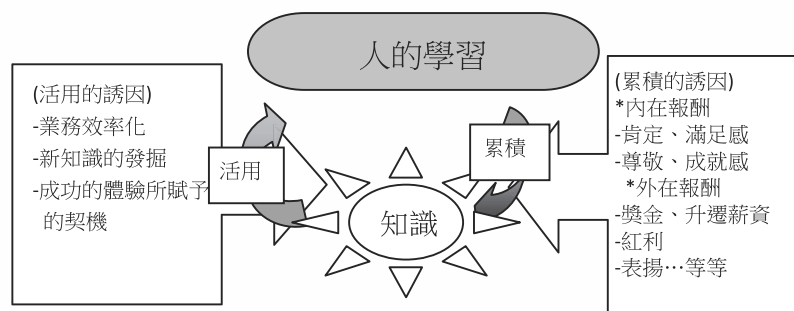 人的學習
(活用的誘因)
-業務效率化
-新知識的發掘
-成功的體驗所賦予
的契機
活用
知識
累積
(累積的誘因)
*內在報酬
-肯定、滿足感
-尊敬、成就感
*外在報酬
-獎金、升遷薪資
-紅利
-表揚…等等